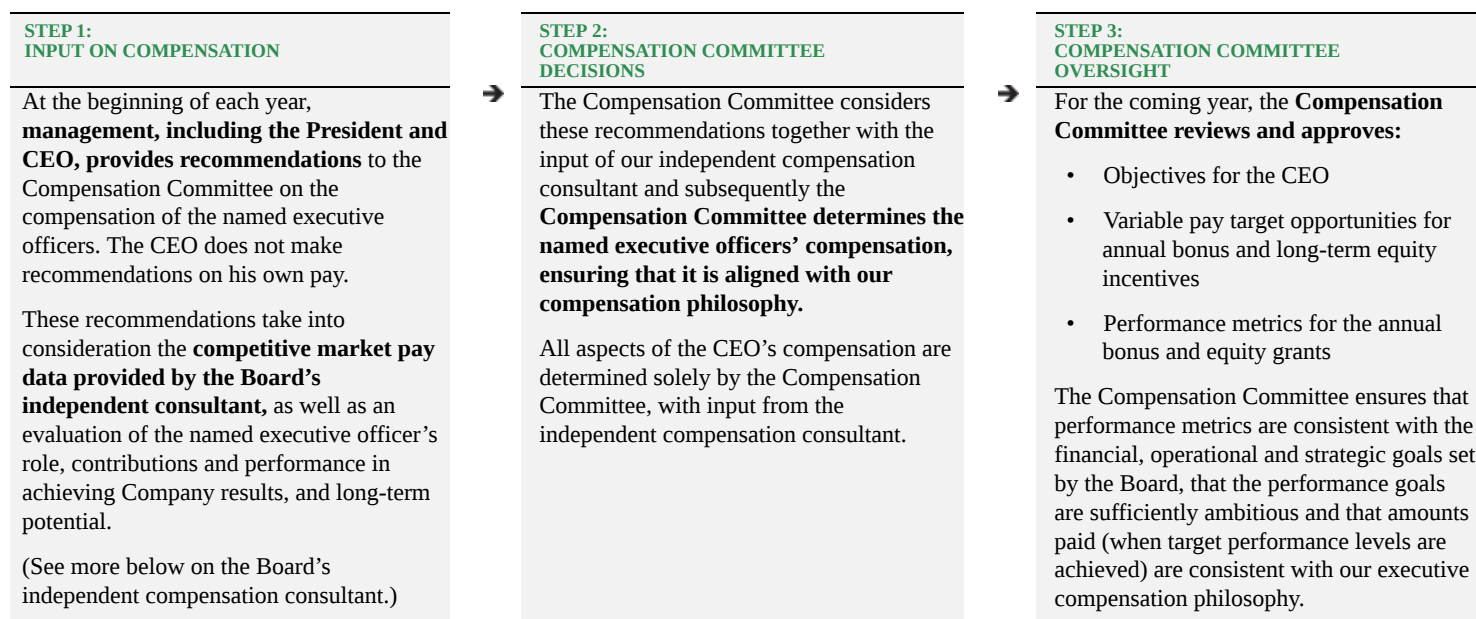 STEP 1:
INPUT ON COMPENSATION
At the beginning of each year,
management, including the President and
CEO, provides recommendations to the
Compensation Committee on the
compensation of the named executive
officers. The CEO does not make
recommendations on his own pay.
These recommendations take into
consideration the competitive market pay
data provided by the Board’s
independent consultant, as well as an
evaluation of the named executive officer’s
role, contributions and performance in
achieving Company results, and long-term
potential.
(See more below on the Board’s
independent compensation consultant.)
➔
STEP 2:
COMPENSATION COMMITTEE
DECISIONS
The Compensation Committee considers
these recommendations together with the
input of our independent compensation
consultant and subsequently the
Compensation Committee determines the
named executive officers’ compensation,
ensuring that it is aligned with our
compensation philosophy.
All aspects of the CEO’s compensation are
determined solely by the Compensation
Committee, with input from the
independent compensation consultant.
➔
STEP 3:
COMPENSATION COMMITTEE
OVERSIGHT
For the coming year, the Compensation
Committee reviews and approves:
• Objectives for the CEO
• Variable pay target opportunities for
annual bonus and long-term equity
incentives
• Performance metrics for the annual
bonus and equity grants
The Compensation Committee ensures that
performance metrics are consistent with the
financial, operational and strategic goals set
by the Board, that the performance goals
are sufficiently ambitious and that amounts
paid (when target performance levels are
achieved) are consistent with our executive
compensation philosophy.